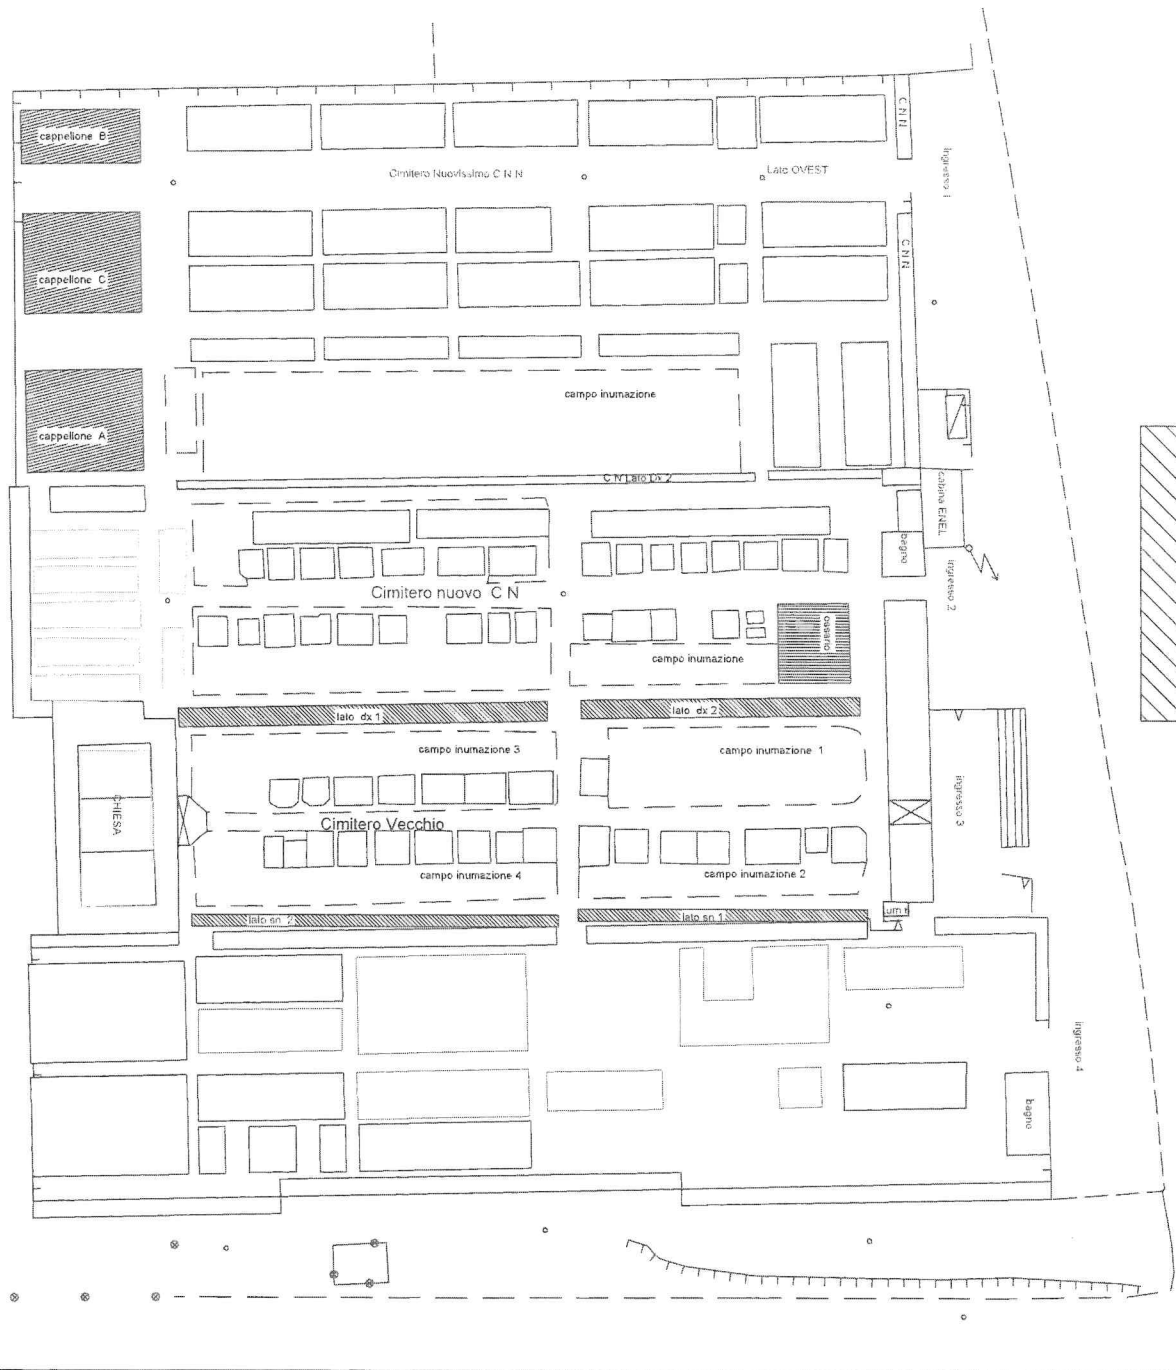 C N N
cappellone B
Cimitero Nuovissimo C N N
Lato OVEST
ingresso 1
C N N
cappellone C
campo inumazione
cappellone A
C N Lato Dx 2
cabina ENEL
bagno
ingresso 2
Cimitero nuovo C N
ossario
campo inumazione
lato dx 1
lato dx 2
campo inumazione 3
campo inumazione 1
ingresso 3
CHIESA
Cimitero Vecchio
campo inumazione 4
campo inumazione 2
lato sn 2
lato sn 1
ingresso 4
bagno